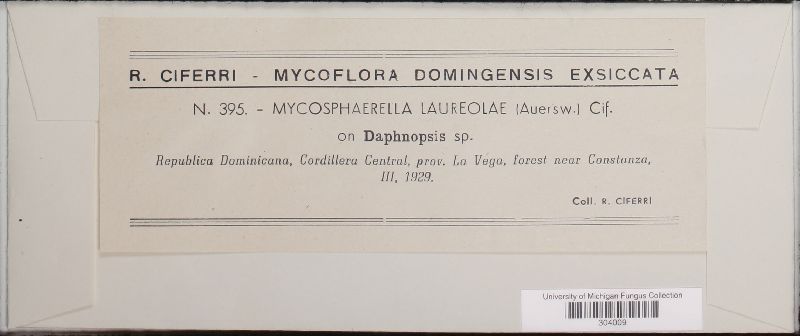 R. CIFERRI - MYCOFLORA DOMINGENSIS EXSICCATA
N. 395. - MYCOSPHAERELLA LAUREOLAE (Auersw.) Cif.
on Daphnopsis sp.
Republica Dominicana, Cordillera Central, prov. La Vega, forest near Constanza,
III, 1929.
Coll. R. CIFERRI
University of Michigan Fungus Collection
304009